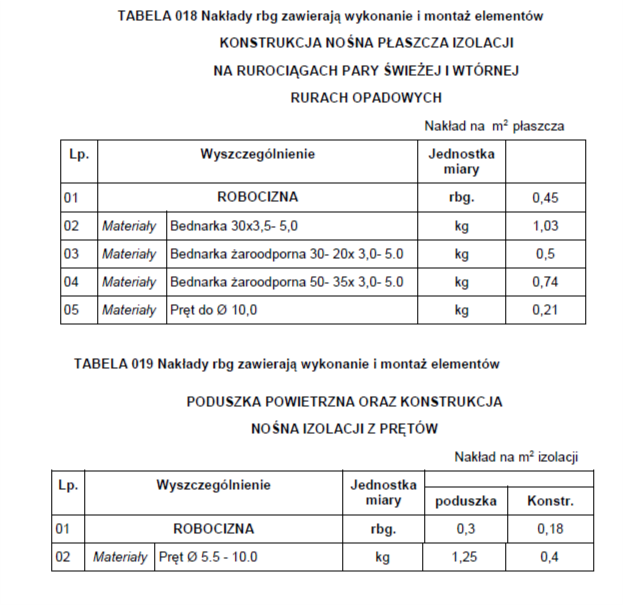 TABELA 018 Nakłady rbg zawierają wykonanie i montaż elementów
KONSTRUKCJA NOŚNA PŁASZCZA IZOLACJI
NA RUROCIĄGACH PARY ŚWIEŻEJ I WTÓRNEJ
RURACH OPADOWYCH
Nakład na m² płaszcza
Lp. Wyszczególnienie Jednostka miary
01 ROBOCIZNA rbg. 0,45
02 Materiały Bednarka 30x3,5- 5,0 kg 1,03
03 Materiały Bednarka żaroodporna 30- 20x 3,0- 5.0 kg 0,5
04 Materiały Bednarka żaroodporna 50- 35x 3,0- 5.0 kg 0,74
05 Materiały Pręt do Ø 10,0 kg 0,21
TABELA 019 Nakłady rbg zawierają wykonanie i montaż elementów
PODUSZKA POWIETRZNA ORAZ KONSTRUKCJA
NOŚNA IZOLACJI Z PRĘTÓW
Nakład na m² izolacji
Lp. Wyszczególnienie Jednostka miary poduszka Konstr.
01 ROBOCIZNA rbg. 0,3 0,18
02 Materiały Pręt Ø 5.5 - 10.0 kg 1,25 0,4